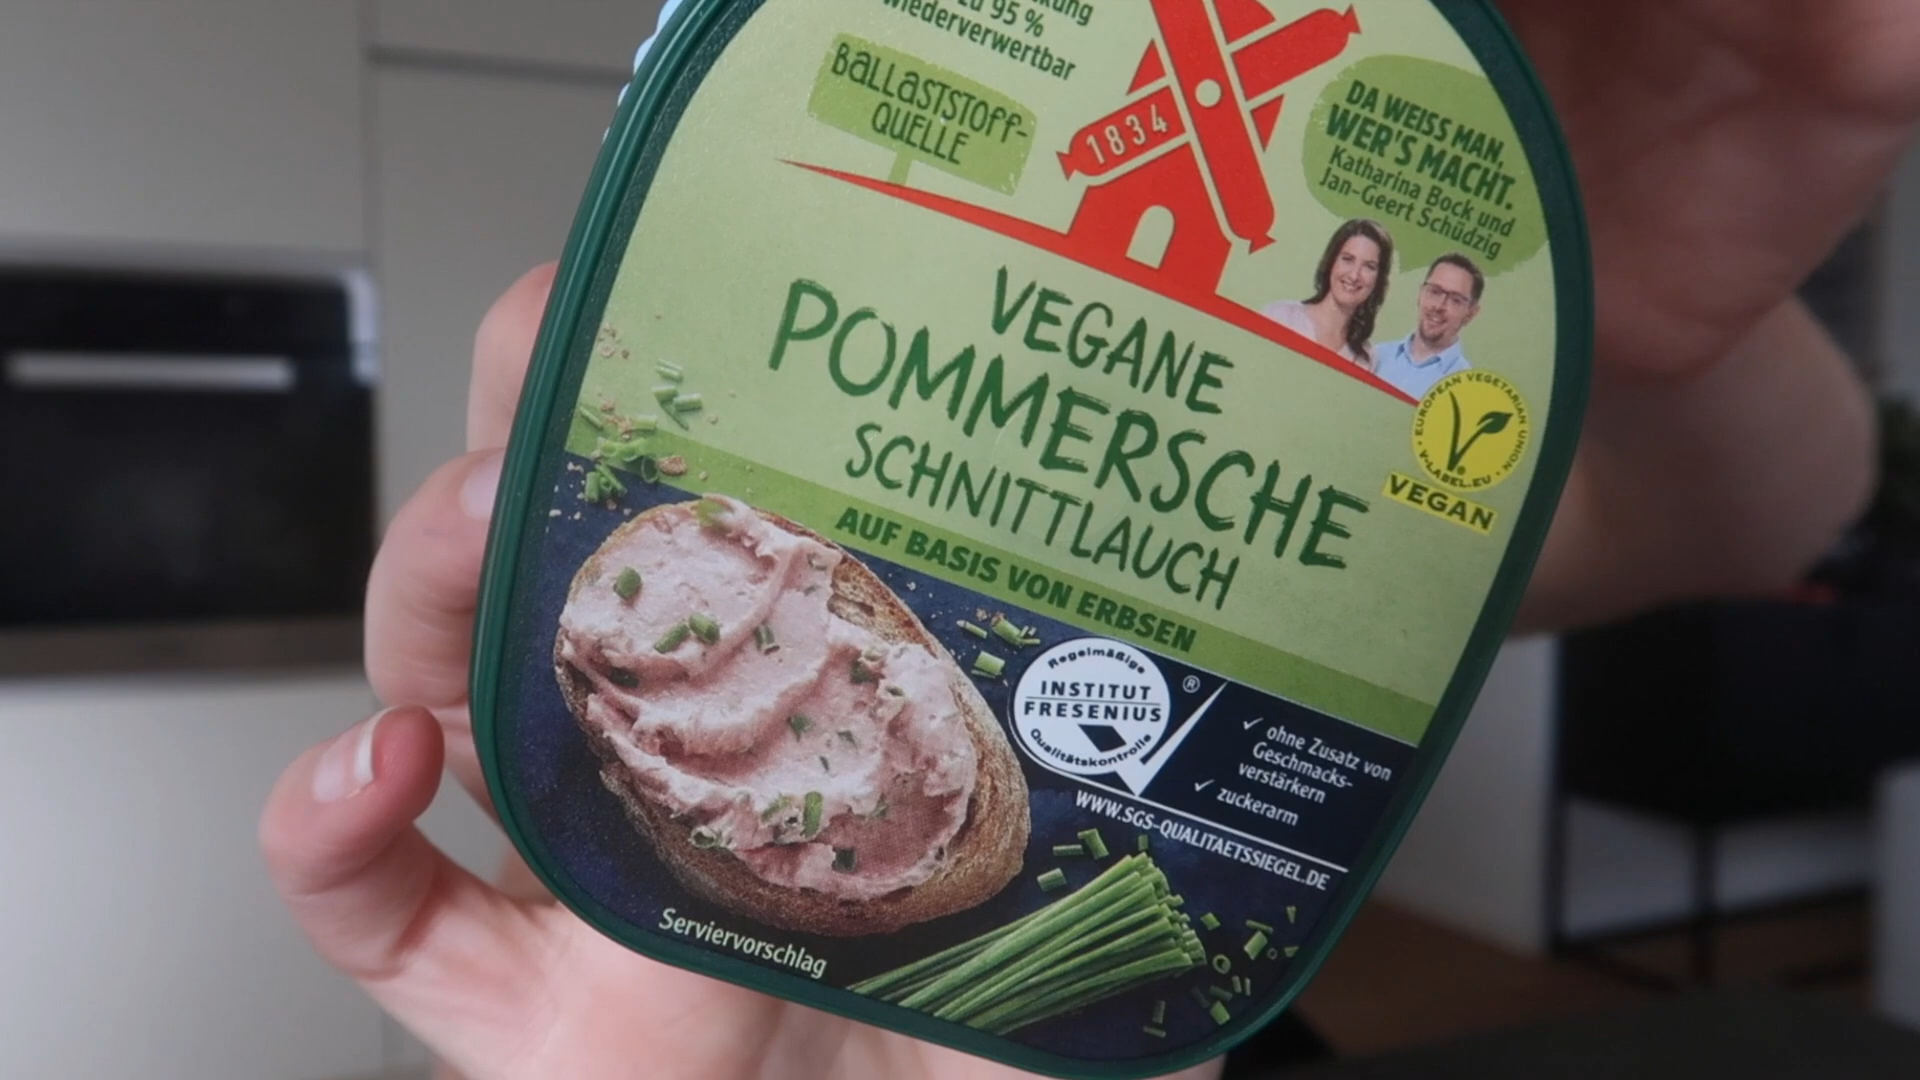 95 %
wiederverwertbar
BALLASTSTOFF-
QUELLE
1834
DA WEISS MAN,
WER'S MACHT.
Katharina Bock und
Jan-Geert Schüdzig
VEGANE
POMMERSCHE
SCHNITTLAUCH
AUF BASIS VON ERBSEN
EUROPEAN VEGETARIAN UNION
V-LABEL.EU
VEGAN
Regelmäßige
INSTITUT
FRESENIUS
Qualitätskontrolle
®
✓ ohne Zusatz von
Geschmacks-
verstärkern
✓ zuckerarm
WWW.SGS-QUALITAETSSIEGEL.DE
Serviervorschlag